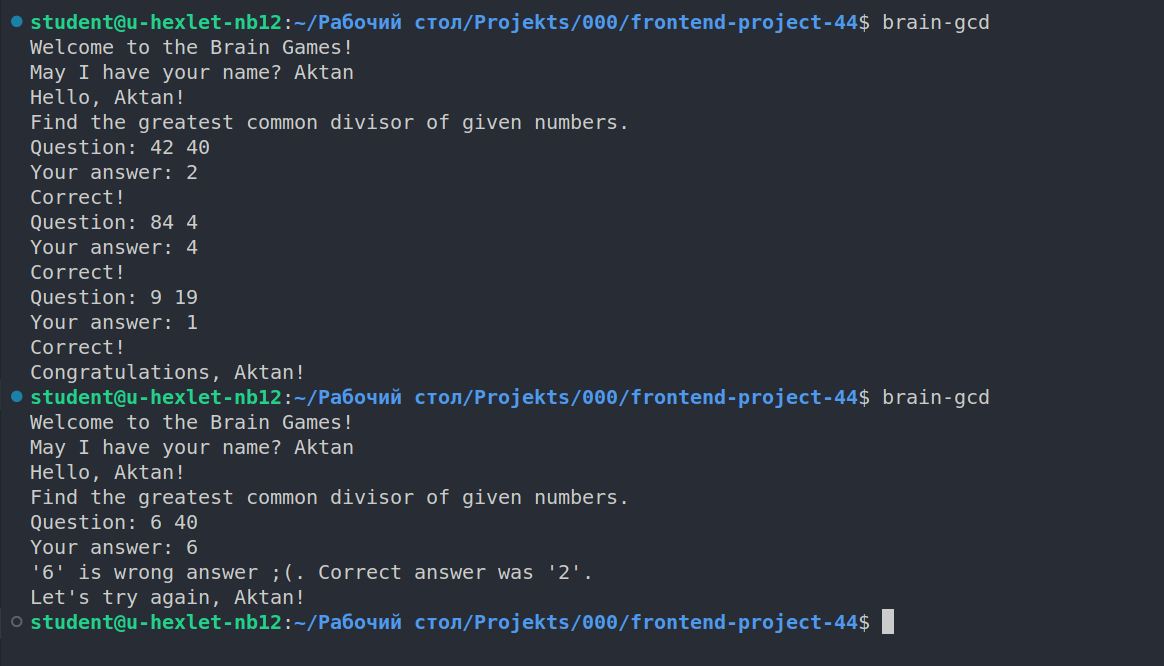 student@u-hexlet-nb12:~/Рабочий стол/Projekts/000/frontend-project-44$ brain-gcd
Welcome to the Brain Games!
May I have your name? Aktan
Hello, Aktan!
Find the greatest common divisor of given numbers.
Question: 42 40
Your answer: 2
Correct!
Question: 84 4
Your answer: 4
Correct!
Question: 9 19
Your answer: 1
Correct!
Congratulations, Aktan!
student@u-hexlet-nb12:~/Рабочий стол/Projekts/000/frontend-project-44$ brain-gcd
Welcome to the Brain Games!
May I have your name? Aktan
Hello, Aktan!
Find the greatest common divisor of given numbers.
Question: 6 40
Your answer: 6
'6' is wrong answer ;(. Correct answer was '2'.
Let's try again, Aktan!
student@u-hexlet-nb12:~/Рабочий стол/Projekts/000/frontend-project-44$